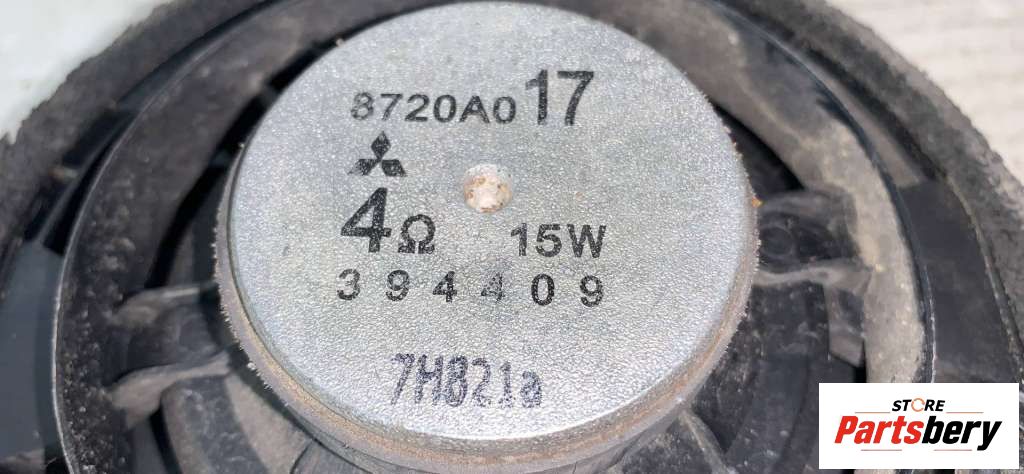 8720A017
4Ω 15W
394409
7H821a
STORE
Partsbery